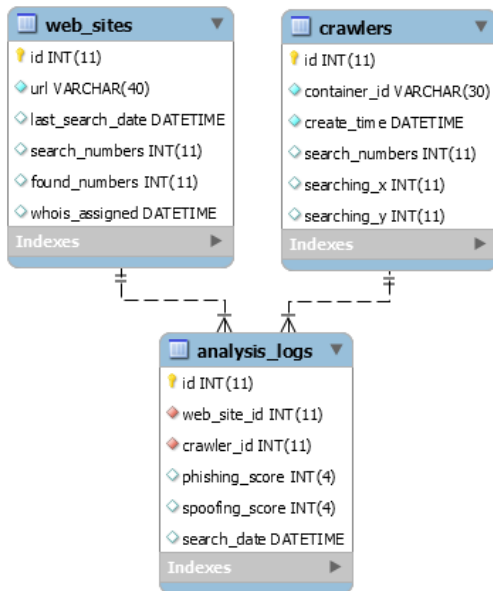 web_sites
id INT(11)
url VARCHAR(40)
last_search_date DATETIME
search_numbers INT(11)
found_numbers INT(11)
whois_assigned DATETIME
Indexes
crawlers
id INT(11)
container_id VARCHAR(30)
create_time DATETIME
search_numbers INT(11)
searching_x INT(11)
searching_y INT(11)
Indexes
analysis_logs
id INT(11)
web_site_id INT(11)
crawler_id INT(11)
phishing_score INT(4)
spoofing_score INT(4)
search_date DATETIME
Indexes